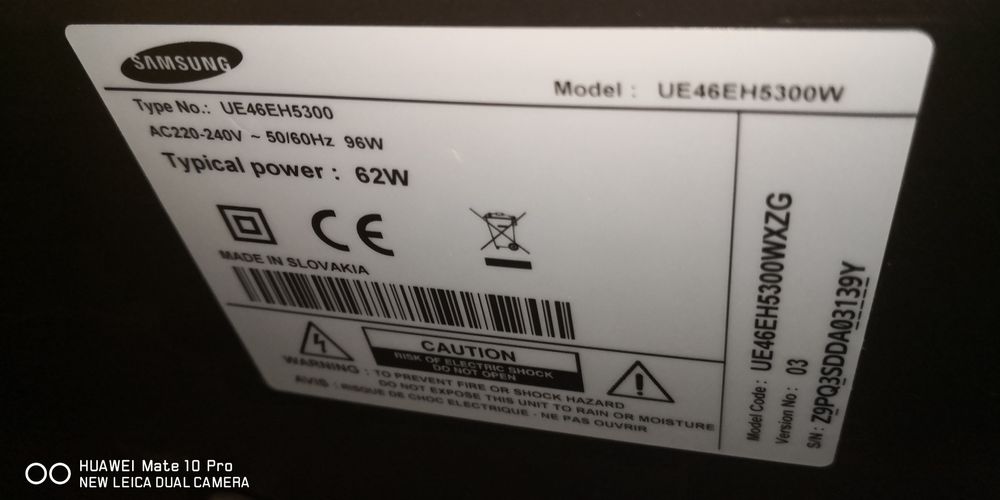 SAMSUNG
Model : UE46EH5300W
Type No.: UE46EH5300
AC220-240V ~ 50/60Hz 96W
Typical power : 62W
CE
MADE IN SLOVAKIA
CAUTION
RISK OF ELECTRIC SHOCK
DO NOT OPEN
WARNING : TO PREVENT FIRE OR SHOCK HAZARD
DO NOT EXPOSE THIS UNIT TO RAIN OR MOISTURE
AVIS : RISQUE DE CHOC ELECTRIQUE - NE PAS OUVRIR
Model Code : UE46EH5300WXZG
Version No : 03
S/N : Z9PQ3SDDA03139Y
HUAWEI Mate 10 Pro
NEW LEICA DUAL CAMERA